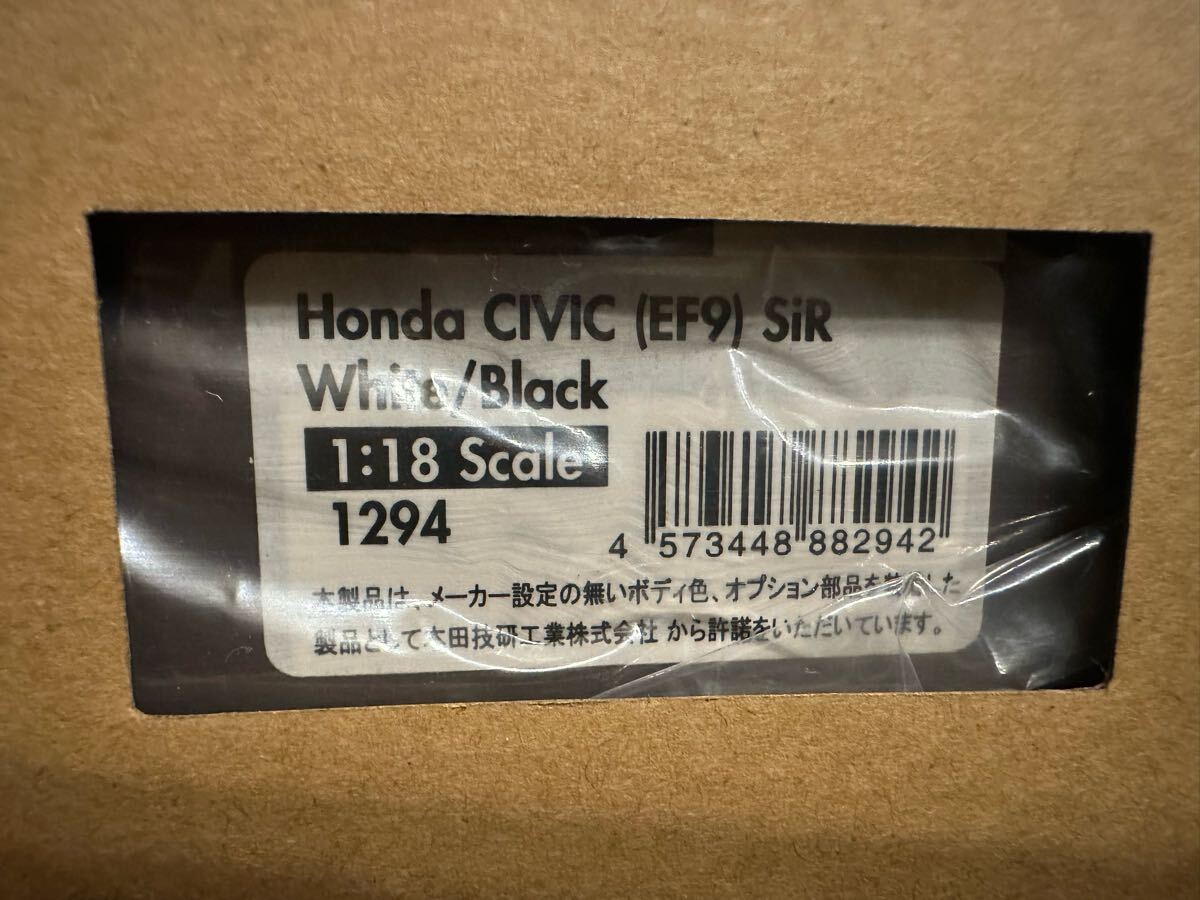 Honda CIVIC (EF9) SiR
White/Black
1:18 Scale
1294
4 573448 882942
本製品は、メーカー設定の無いボディ色、オプション部品を装着した
製品として本田技研工業株式会社 から許諾をいただいています。